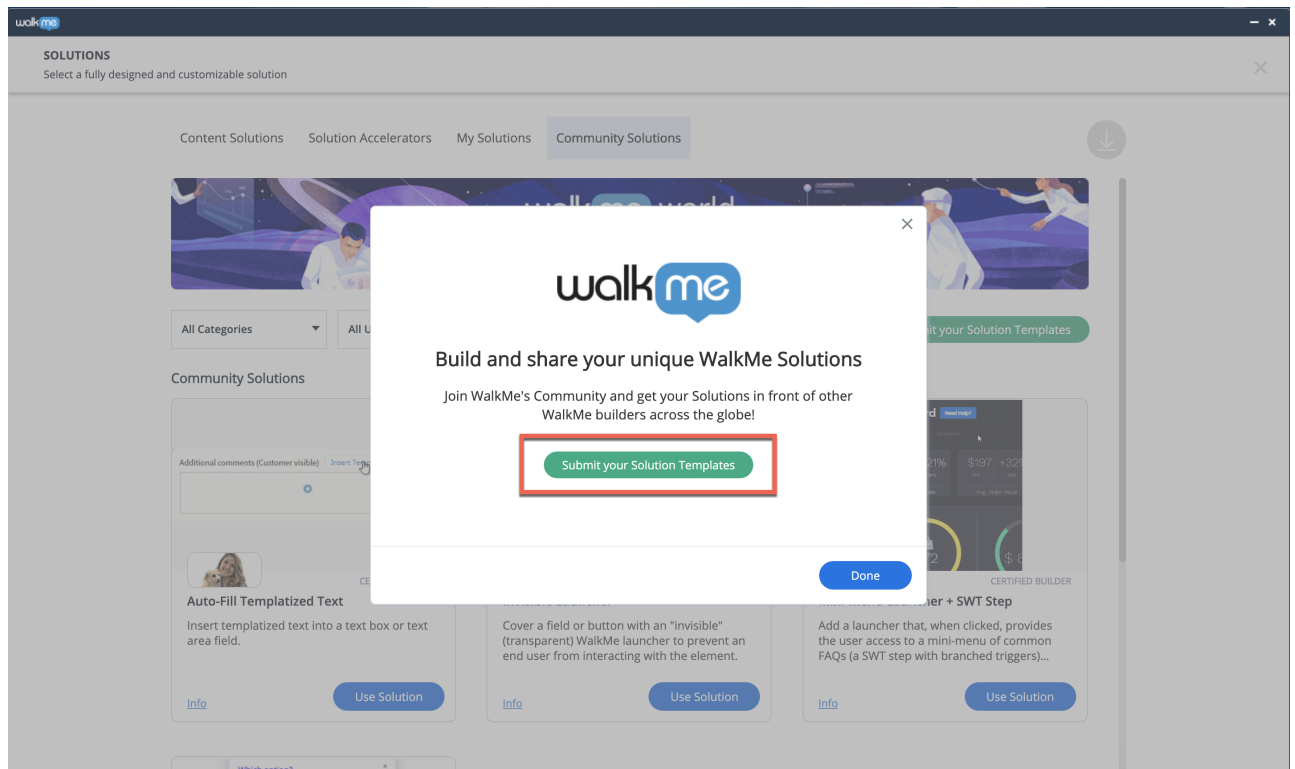 walkme
SOLUTIONS
Select a fully designed and customizable solution
Content Solutions
Solution Accelerators
My Solutions
Community Solutions
walkme
Build and share your unique WalkMe Solutions
Join WalkMe's Community and get your Solutions in front of other
WalkMe builders across the globe!
Submit your Solution Templates
Done
All Categories
All
your Solution Templates
Community Solutions
Additional comments (Customer visible)
Insert
Need help?
$197
CERTIFIED BUILDER
Auto-Fill Templatized Text
Insert templatized text into a text box or text
area field.
Info
Use Solution
Cover a field or button with an "invisible"
(transparent) WalkMe launcher to prevent an
end user from interacting with the element.
Info
Use Solution
+ SWT Step
Add a launcher that, when clicked, provides
the user access to a mini-menu of common
FAQs (a SWT step with branched triggers)...
Info
Use Solution